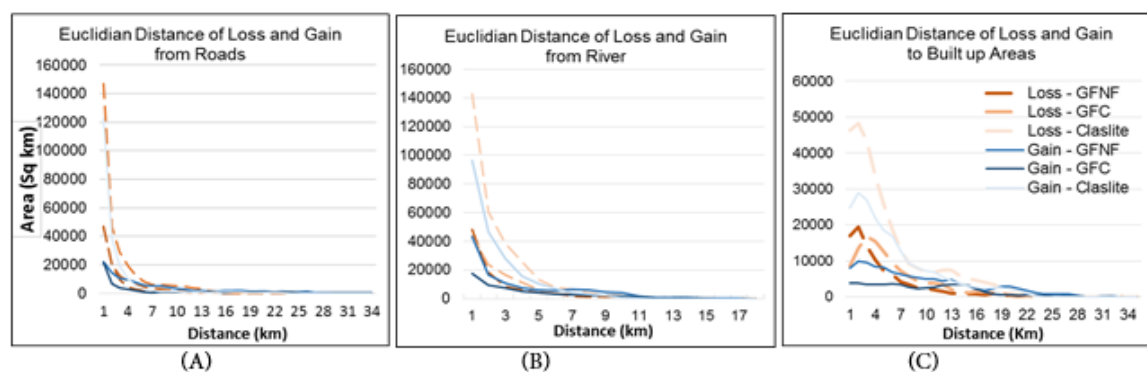 Euclidian Distance of Loss and Gain
from Roads
160000
140000
120000
100000
80000
60000
40000
20000
0
Area (Sq km)
1 4 7 10 13 16 19 22 25 28 31 34
Distance (km)
(A)
Euclidian Distance of Loss and Gain
from River
160000
140000
120000
100000
80000
60000
40000
20000
0
1 3 5 7 9 11 13 15 17
Distance (km)
(B)
Euclidian Distance of Loss and Gain
to Built up Areas
60000
50000
40000
30000
20000
10000
0
Loss - GFNF
Loss - GFC
Loss - Claslite
Gain - GFNF
Gain - GFC
Gain - Claslite
1 4 7 10 13 16 19 22 25 28 31 34
Distance (Km)
(C)